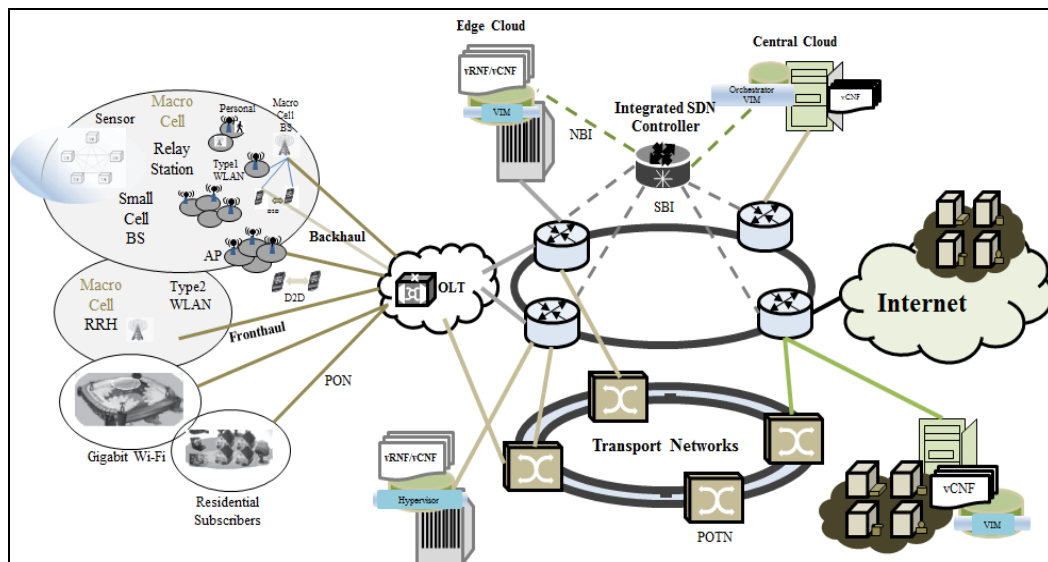 Edge Cloud
vRNF/vCNF
VIM
Central Cloud
Orchestrator
VIM
vCNF
Integrated SDN
Controller
NBI
SBI
Sensor
Macro
Cell
Personal
Macro
Cell
BS
Relay
Station
Type1
WLAN
Small
Cell
BS
AP
Backhaul
D2D
OLT
Internet
Macro
Cell
RRH
Type2
WLAN
Fronthaul
PON
Gigabit Wi-Fi
Residential
Subscribers
vRNF/vCNF
Hypervisor
Transport Networks
POTN
vCNF
VIM